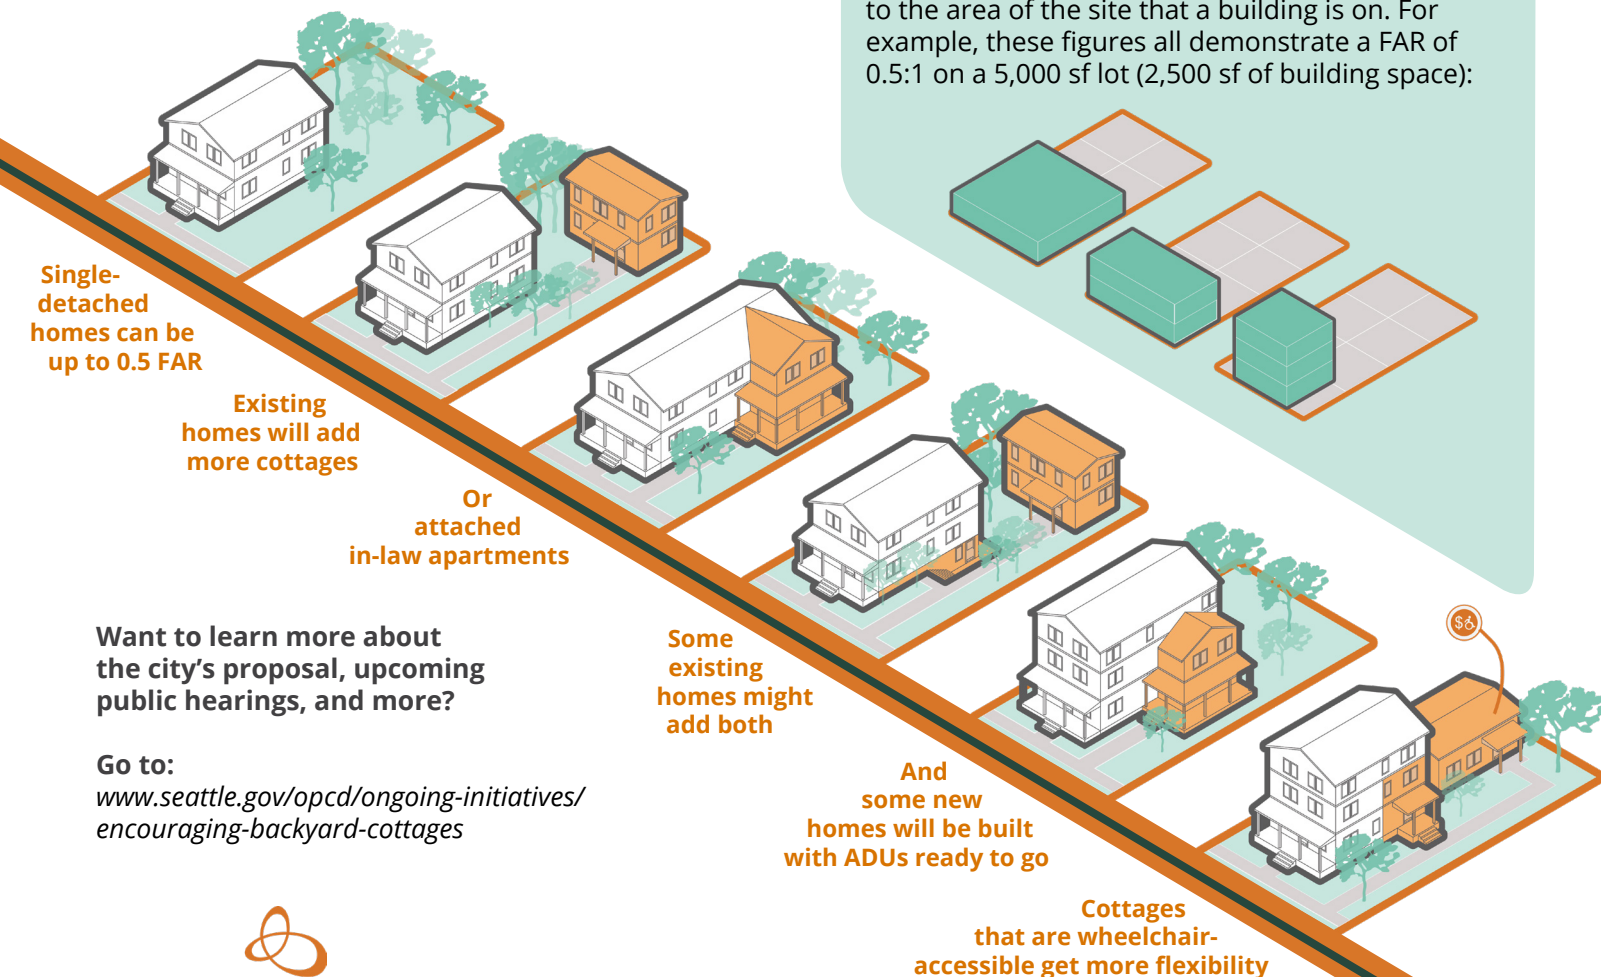 to the area of the site that a building is on. For
example, these figures all demonstrate a FAR of
0.5:1 on a 5,000 sf lot (2,500 sf of building space):
Single-
detached
homes can be
up to 0.5 FAR
Existing
homes will add
more cottages
Or
attached
in-law apartments
Some
existing
homes might
add both
And
some new
homes will be built
with ADUs ready to go
$
Cottages
that are wheelchair-
accessible get more flexibility
Want to learn more about
the city's proposal, upcoming
public hearings, and more?
Go to:
www.seattle.gov/opcd/ongoing-initiatives/
encouraging-backyard-cottages